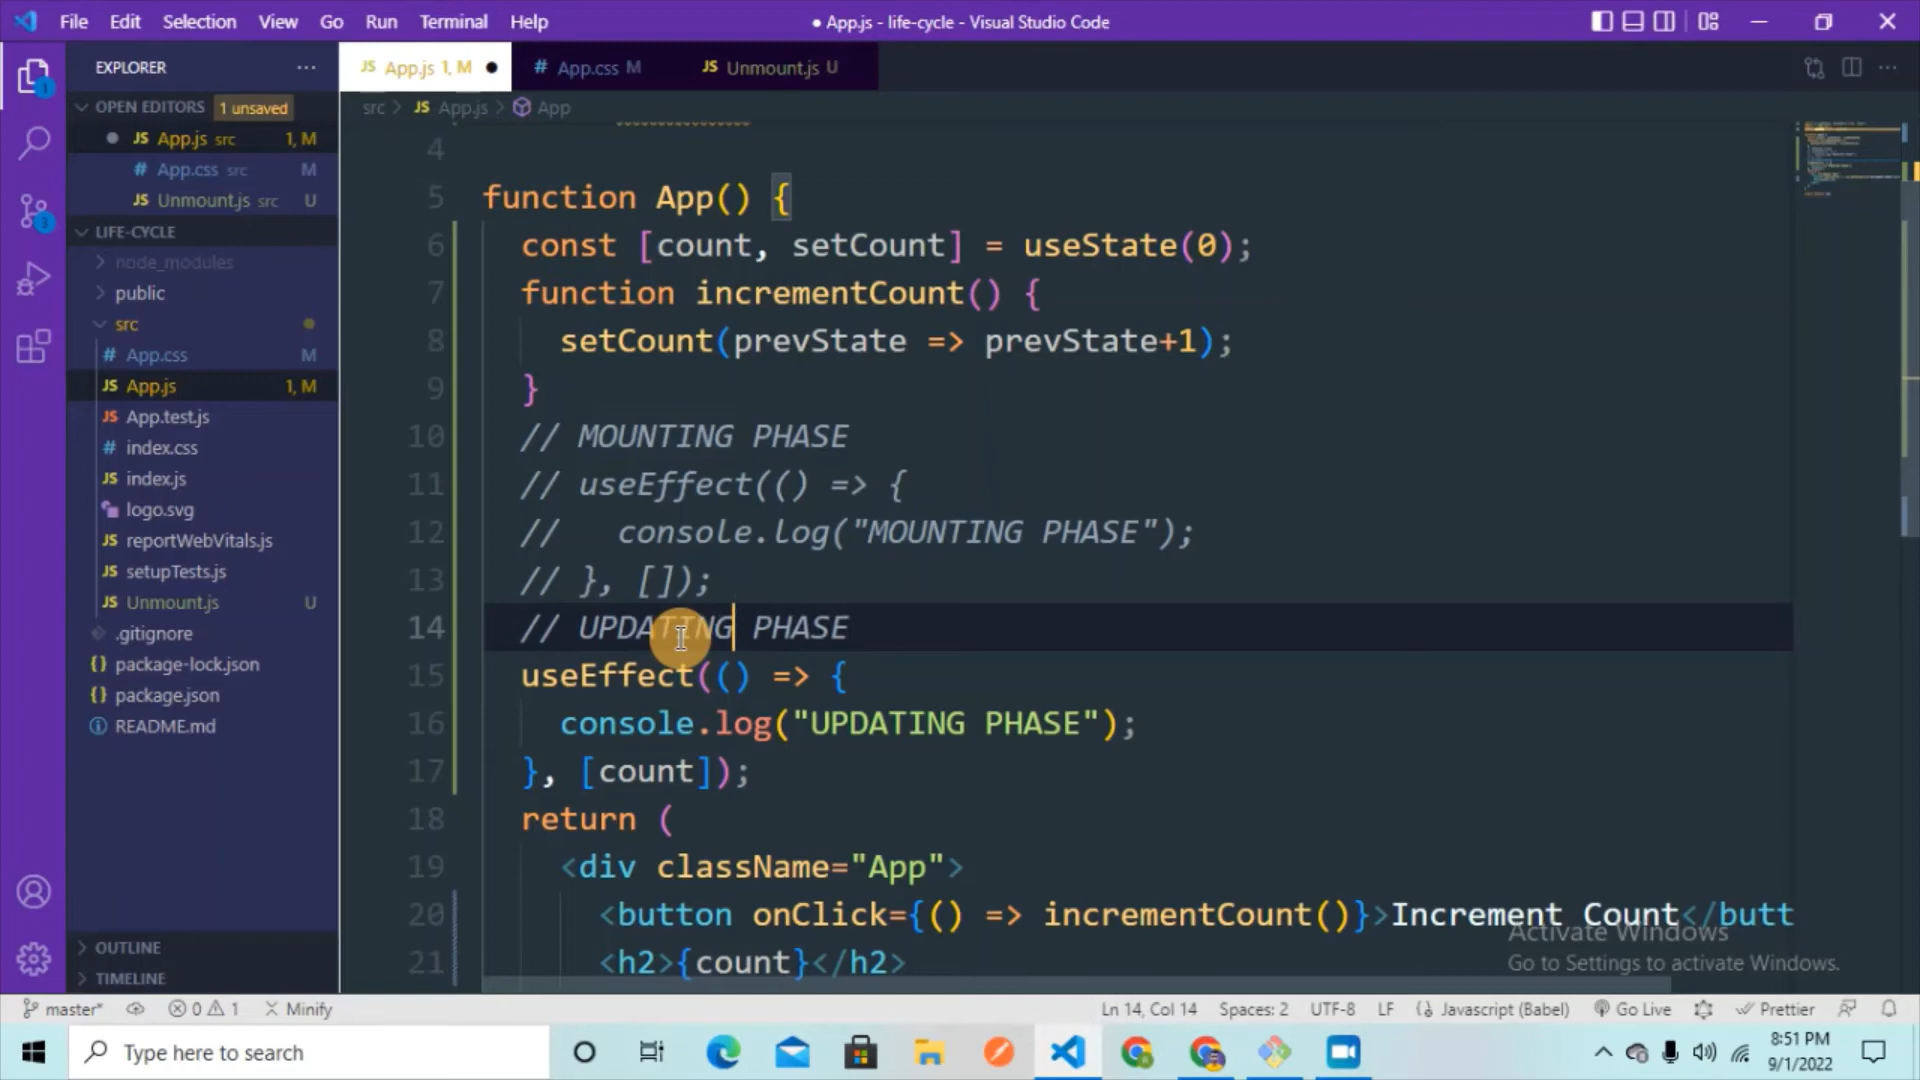 File Edit Selection View Go Run Terminal Help
● App.js - life-cycle - Visual Studio Code
EXPLORER
OPEN EDITORS 1 unsaved
JS App.js src 1, M
# App.css src M
JS Unmount.js src U
LIFE-CYCLE
node_modules
public
src
# App.css M
JS App.js 1, M
JS App.test.js
# index.css
JS index.js
logo.svg
JS reportWebVitals.js
JS setupTests.js
JS Unmount.js U
.gitignore
{} package-lock.json
{} package.json
README.md
OUTLINE
TIMELINE
JS App.js 1, M ●
# App.css M
JS Unmount.js U
src > JS App.js > App
4
5 function App() {
6 const [count, setCount] = useState(0);
7 function incrementCount() {
8 setCount(prevState => prevState+1);
9 }
10 // MOUNTING PHASE
11 // useEffect(() => {
12 // console.log("MOUNTING PHASE");
13 // }, []);
14 // UPDATING PHASE
15 useEffect(() => {
16 console.log("UPDATING PHASE");
17 }, [count]);
18 return (
19 <div className="App">
20 <button onClick={() => incrementCount()}>Increment Count</butt
21 <h2>{count}</h2>
Activate Windows
Go to Settings to activate Windows.
master* 0 1 Minify
Ln 14, Col 14 Spaces: 2 UTF-8 LF Javascript (Babel) Go Live Prettier
Type here to search
8:51 PM
9/1/2022
1
3